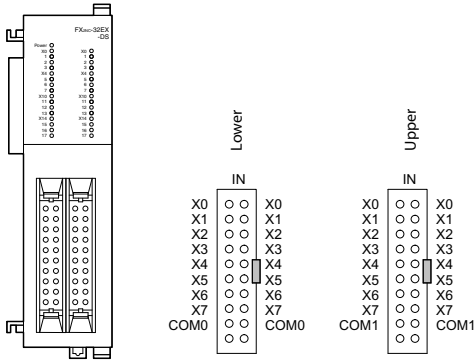 FX2NC-32EX
-DS
Power
X0 X0
1 1
2 2
3 3
X4 X4
5 5
6 6
7 7
X10 X10
11 11
12 12
13 13
X14 X14
15 15
16 16
17 17
Lower
IN
X0 X0
X1 X1
X2 X2
X3 X3
X4 X4
X5 X5
X6 X6
X7 X7
COM0 COM0
Upper
IN
X0 X0
X1 X1
X2 X2
X3 X3
X4 X4
X5 X5
X6 X6
X7 X7
COM1 COM1